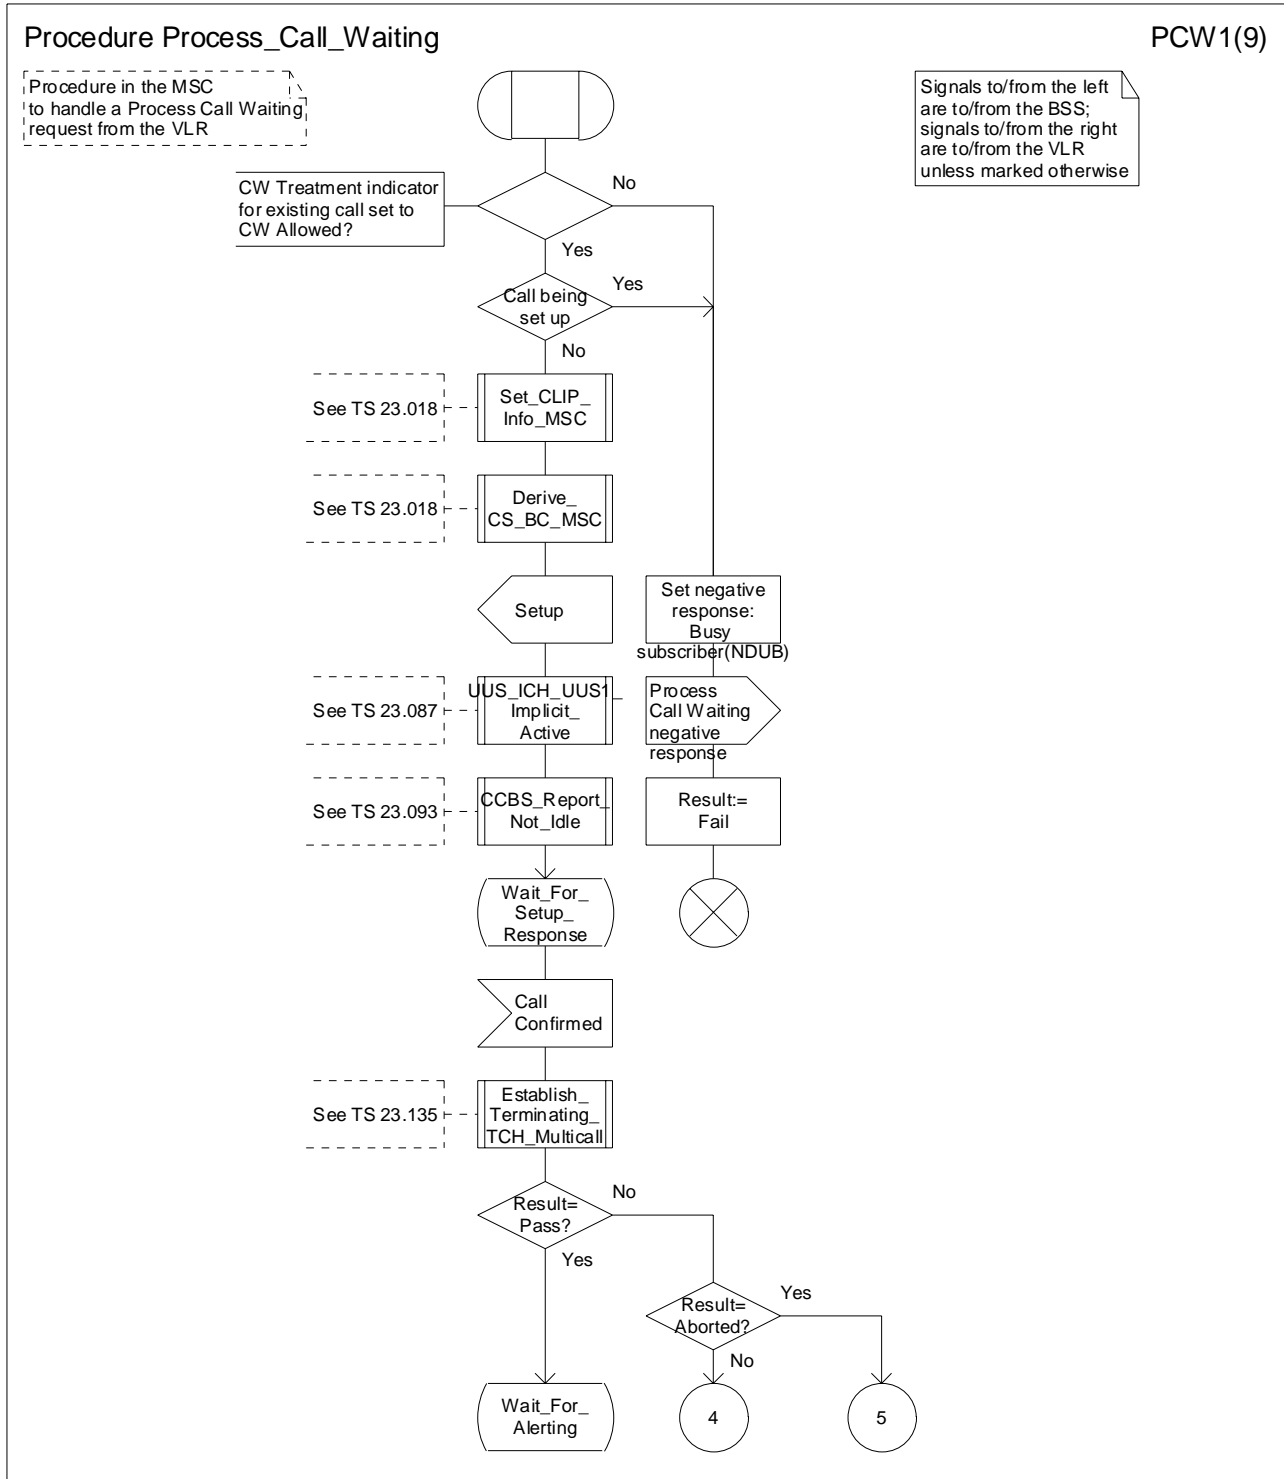 Procedure Process_Call_Waiting
PCW1(9)
Procedure in the MSC
to handle a Process Call Waiting
request from the VLR
Signals to/from the left
are to/from the BSS;
signals to/from the right
are to/from the VLR
unless marked otherwise
CW Treatment indicator
for existing call set to
CW Allowed?
No
Yes
Call being
set up
Yes
No
See TS 23.018
Set_CLIP_
Info_MSC
See TS 23.018
Derive_
CS_BC_MSC
Setup
Set negative
response:
Busy
subscriber(NDUB)
See TS 23.087
UUS_ICH_UUS1_
Implicit_
Active
Process
Call Waiting
negative
response
See TS 23.093
CCBS_Report_
Not_Idle
Result:=
Fail
Wait_For_
Setup_
Response
Call
Confirmed
See TS 23.135
Establish_
Terminating_
TCH_Multicall
Result=
Pass?
No
Yes
Result=
Aborted?
Yes
No
Wait_For_
Alerting
4
5